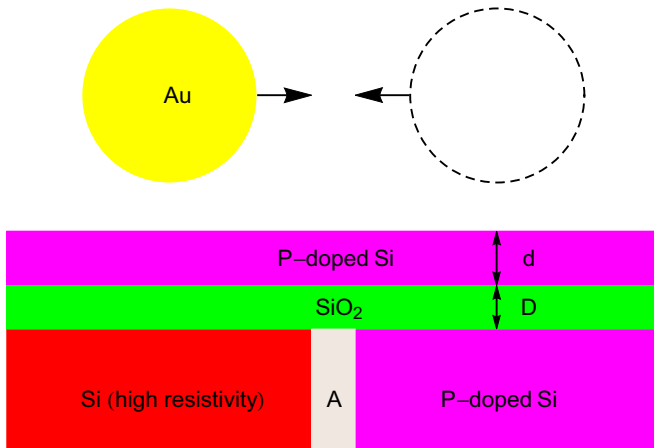 Au
P–doped Si
d
SiO₂
D
Si (high resistivity)
A
P–doped Si